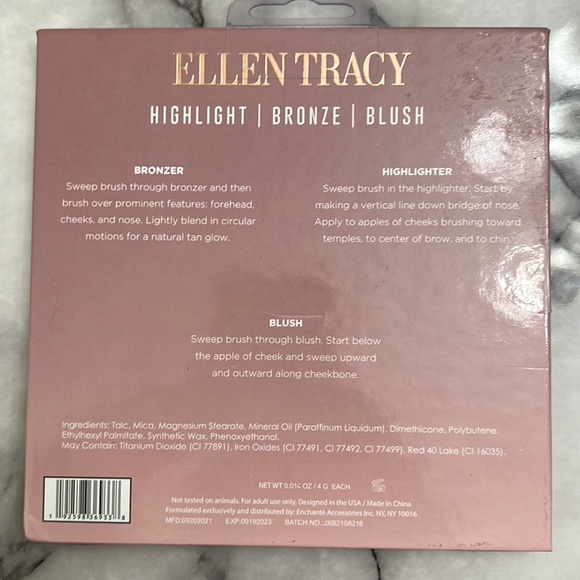 ELLEN TRACY
HIGHLIGHT | BRONZE | BLUSH
BRONZER
Sweep brush through bronzer and then
brush over prominent features: forehead,
cheeks, and nose. Lightly blend in circular
motions for a natural tan glow.
HIGHLIGHTER
Sweep brush in the highlighter. Start by
making a vertical line down bridge of nose.
Apply to apples of cheeks brushing toward
temples, to center of brow, and to chin.
BLUSH
Sweep brush through blush. Start below
the apple of cheek and sweep upward
and outward along cheekbone.
Ingredients: Talc, Mica, Magnesium Stearate, Mineral Oil (Paraffinum Liquidum), Dimethicone, Polybutene,
Ethylhexyl Palmitate, Synthetic Wax, Phenoxyethanol.
May Contain: Titanium Dioxide (CI 77891), Iron Oxides (CI 77491, CI 77492, CI 77499), Red 40 Lake (CI 16035).
NET WT 0.014 OZ / 4 G EACH
Not tested on animals. For adult use only. Designed in the USA / Made in China
Formulated exclusively and distributed by: Enchanté Accessories Inc. NY, NY 10016
MFD:09202021 EXP:09192023 BATCH NO.:JXB2108216
1 92598 36933 8